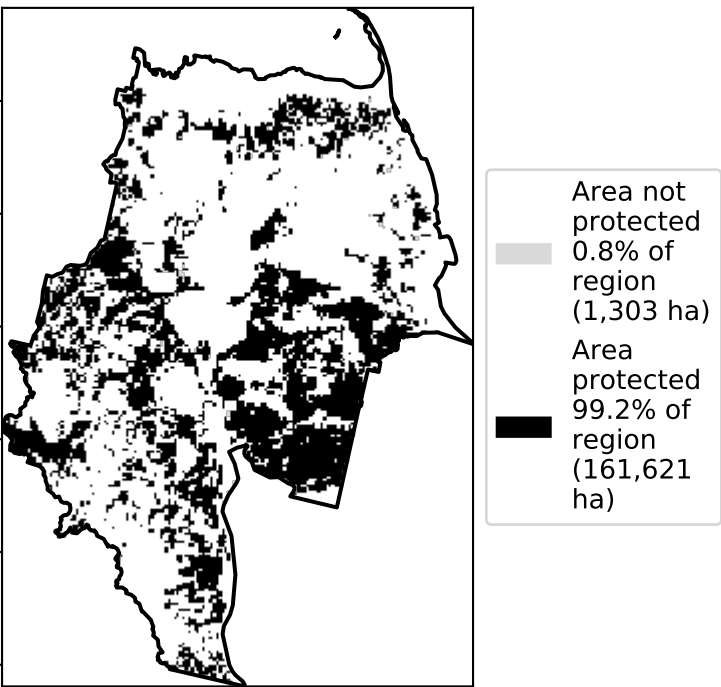 Area not
protected
0.8% of
region
(1,303 ha)
Area
protected
99.2% of
region
(161,621
ha)